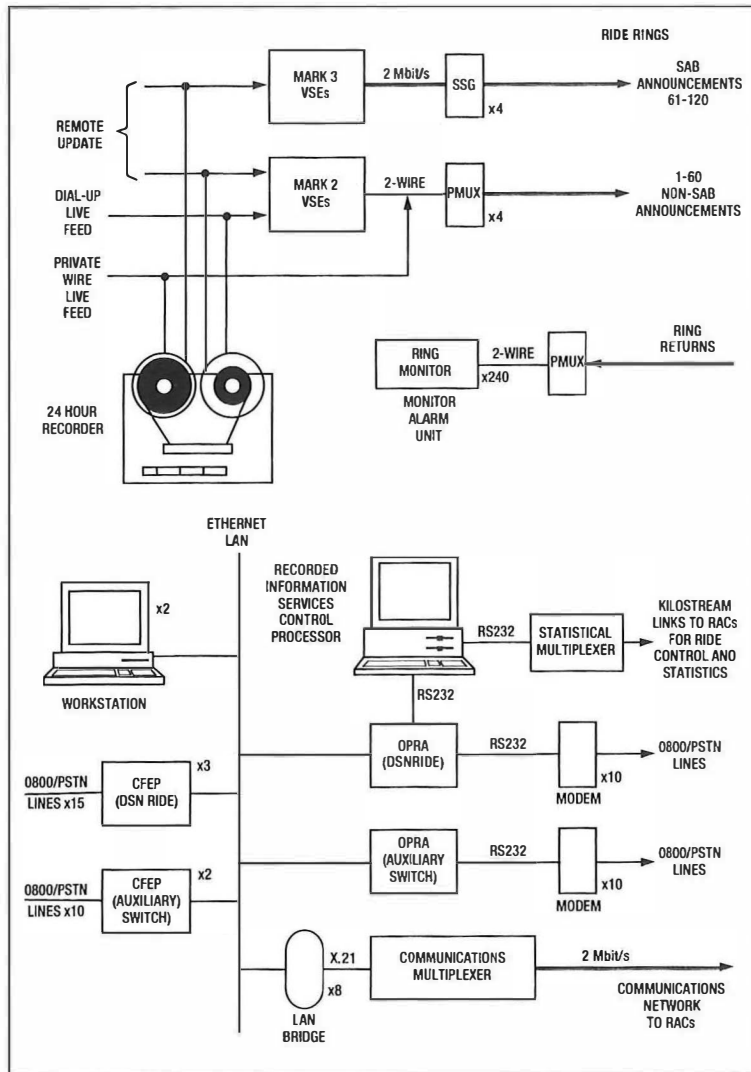 RIDE RINGS
MARK 3
VSEs
2 Mbit/s
SSG
x4
SAB
ANNOUNCEMENTS
61-120
REMOTE
UPDATE
MARK 2
VSEs
2-WIRE
PMUX
x4
1-60
NON-SAB
ANNOUNCEMENTS
DIAL-UP
LIVE
FEED
PRIVATE
WIRE
LIVE
FEED
RING
MONITOR
x240
2-WIRE
PMUX
RING
RETURNS
MONITOR
ALARM
UNIT
24 HOUR
RECORDER
ETHERNET
LAN
x2
WORKSTATION
RECORDED
INFORMATION
SERVICES
CONTROL
PROCESSOR
RS232
STATISTICAL
MULTIPLEXER
KILOSTREAM
LINKS TO RACs
FOR RIDE
CONTROL AND
STATISTICS
RS232
0800/PSTN
LINES x15
CFEP
(DSN RIDE)
x3
OPRA
(DSNRIDE)
RS232
x10
MODEM
0800/PSTN
LINES
0800/PSTN
LINES x10
CFEP
(AUXILIARY)
SWITCH)
x2
OPRA
(AUXILIARY
SWITCH)
RS232
x10
MODEM
0800/PSTN
LINES
X.21
x8
LAN
BRIDGE
COMMUNICATIONS
MULTIPLEXER
2 Mbit/s
COMMUNICATIONS
NETWORK
TO RACs